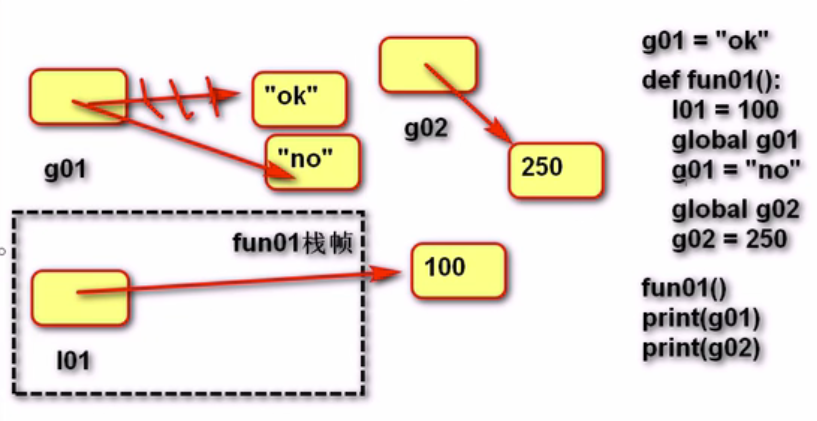 "ok"
g01
"no"
g02
250
fun01栈帧
l01
100
g01 = "ok"
def fun01():
l01 = 100
global g01
g01 = "no"
global g02
g02 = 250
fun01()
print(g01)
print(g02)